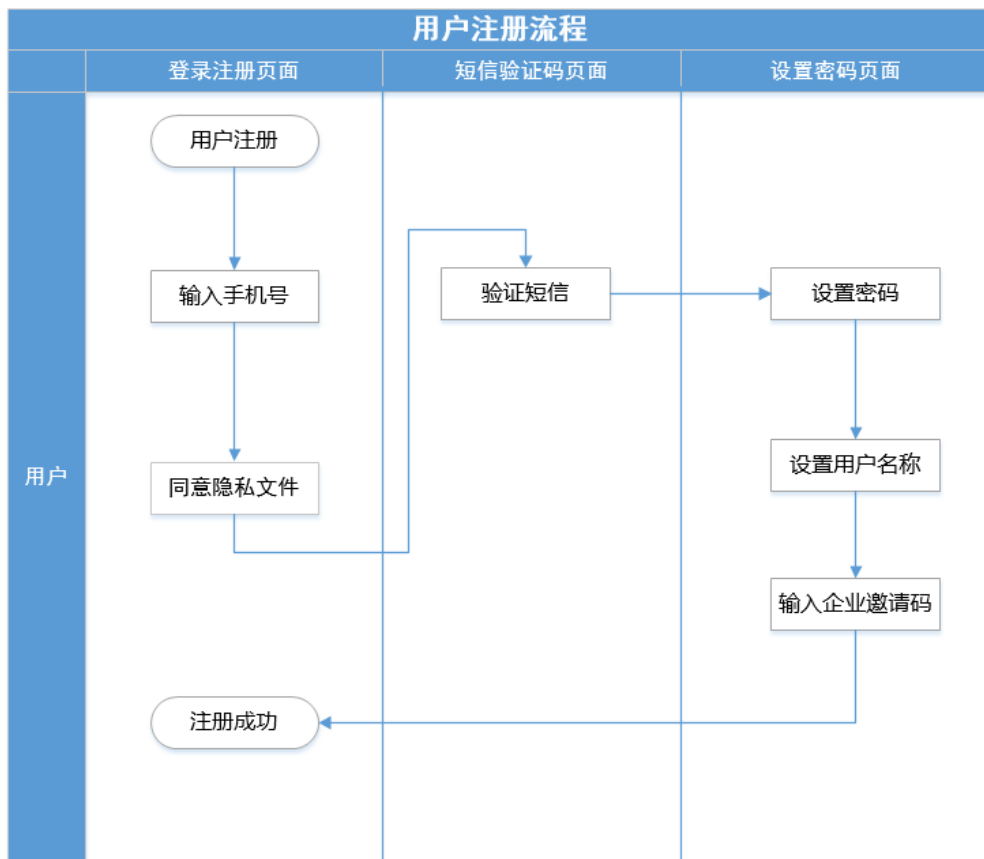 用户注册流程
登录注册页面
短信验证码页面
设置密码页面
用户
用户注册
输入手机号
同意隐私文件
验证短信
设置密码
设置用户名称
输入企业邀请码
注册成功